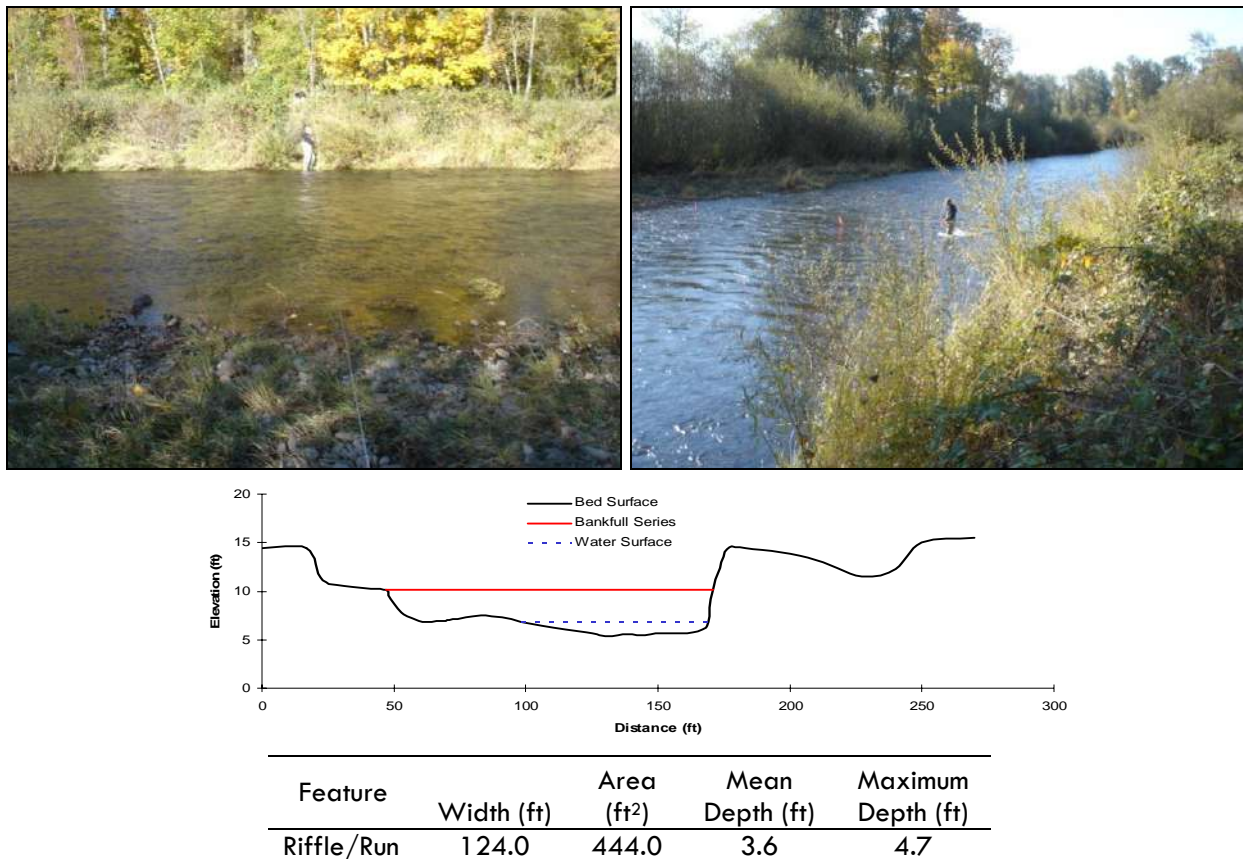 Bed Surface
Bankfull Series
Water Surface
20
15
10
5
0
Elevation (ft)
0 50 100 150 200 250 300
Distance (ft)
Feature Width (ft) Area (ft²) Mean Depth (ft) Maximum Depth (ft)
Riffle/Run 124.0 444.0 3.6 4.7